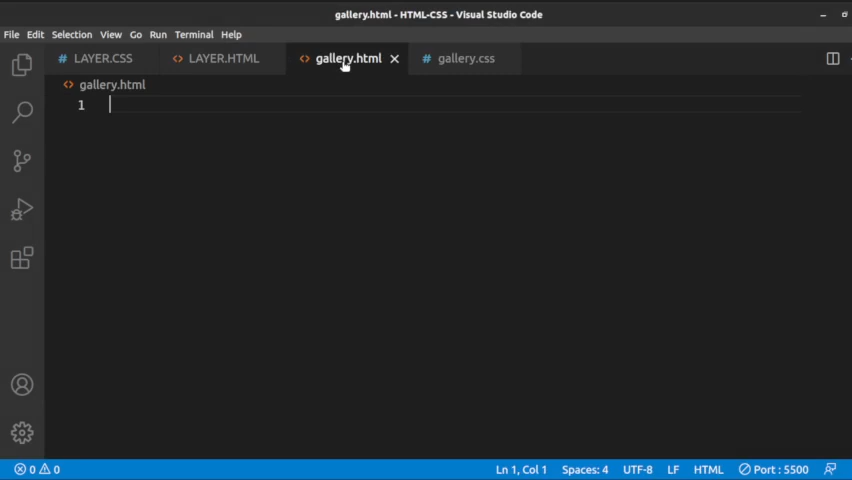 gallery.html - HTML-CSS - Visual Studio Code
File Edit Selection View Go Run Terminal Help
# LAYER.CSS <> LAYER.HTML <> gallery.html × # gallery.css
<> gallery.html
1
0 0 Ln 1, Col 1 Spaces: 4 UTF-8 LF HTML Port : 5500